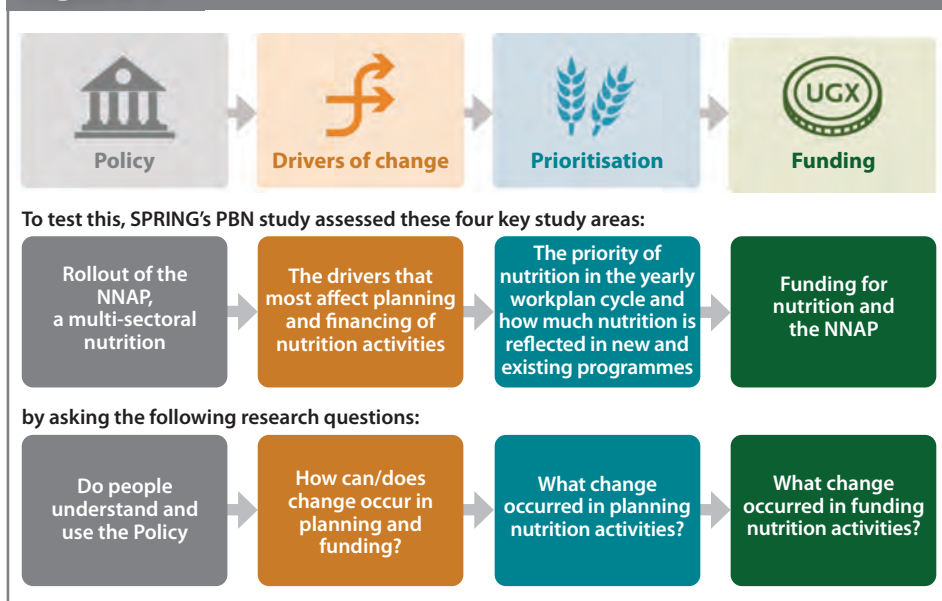 UGX
Policy
Drivers of change
Prioritisation
Funding
To test this, SPRING's PBN study assessed these four key study areas:
Rollout of the
NNAP,
a multi-sectoral
nutrition
The drivers that
most affect planning
and financing of
nutrition activities
The priority of
nutrition in the yearly
workplan cycle and
how much nutrition is
reflected in new and
existing programmes
Funding for
nutrition and
the NNAP
by asking the following research questions:
Do people
understand and
use the Policy
How can/does
change occur in
planning and
funding?
What change
occurred in planning
nutrition activities?
What change
occurred in funding
nutrition activities?